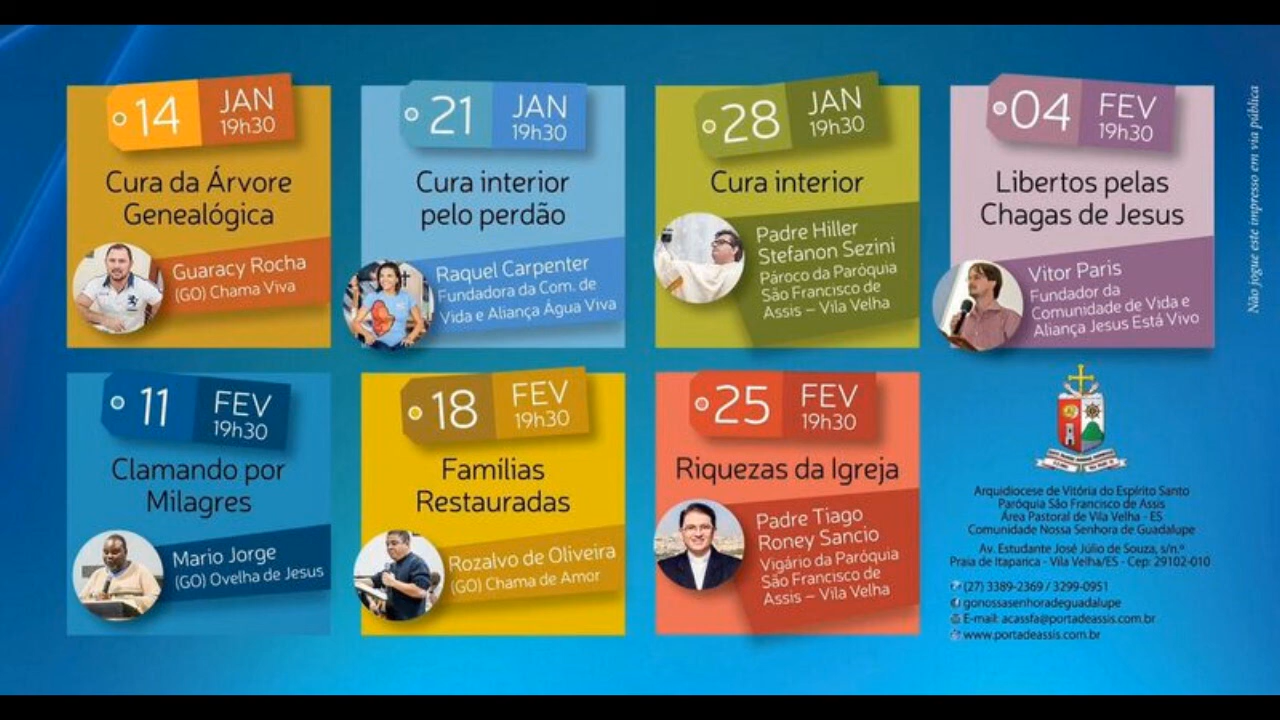 14 JAN
19h30
Cura da Árvore
Genealógica
Guaracy Rocha
(GO) Chama Viva
21 JAN
19h30
Cura interior
pelo perdão
Raquel Carpenter
Fundadora da Com. de
Vida e Aliança Água Viva
28 JAN
19h30
Cura interior
Padre Hiller
Stefanon Sezini
Pároco da Paróquia
São Francisco de
Assis – Vila Velha
04 FEV
19h30
Libertos pelas
Chagas de Jesus
Vitor Paris
Fundador da
Comunidade de Vida e
Aliança Jesus Está Vivo
11 FEV
19h30
Clamando por
Milagres
Mario Jorge
(GO) Ovelha de Jesus
18 FEV
19h30
Famílias
Restauradas
Rozalvo de Oliveira
(GO) Chama de Amor
25 FEV
19h30
Riquezas da Igreja
Padre Tiago
Roney Sancio
Vigário da Paróquia
São Francisco de
Assis – Vila Velha
Arquidiocese de Vitória do Espírito Santo
Paróquia São Francisco de Assis
Área Pastoral de Vila Velha - ES
Comunidade Nossa Senhora de Guadalupe
Av. Estudante José Júlio de Souza, s/n.º
Praia de Itaparica - Vila Velha/ES - Cep: 29102-010
(27) 3389-2369 / 3299-0951
gonossasenhoradeguadalupe
E-mail: acassfa@portadeassis.com.br
www.portadeassis.com.br
Não jogue este impresso em via pública